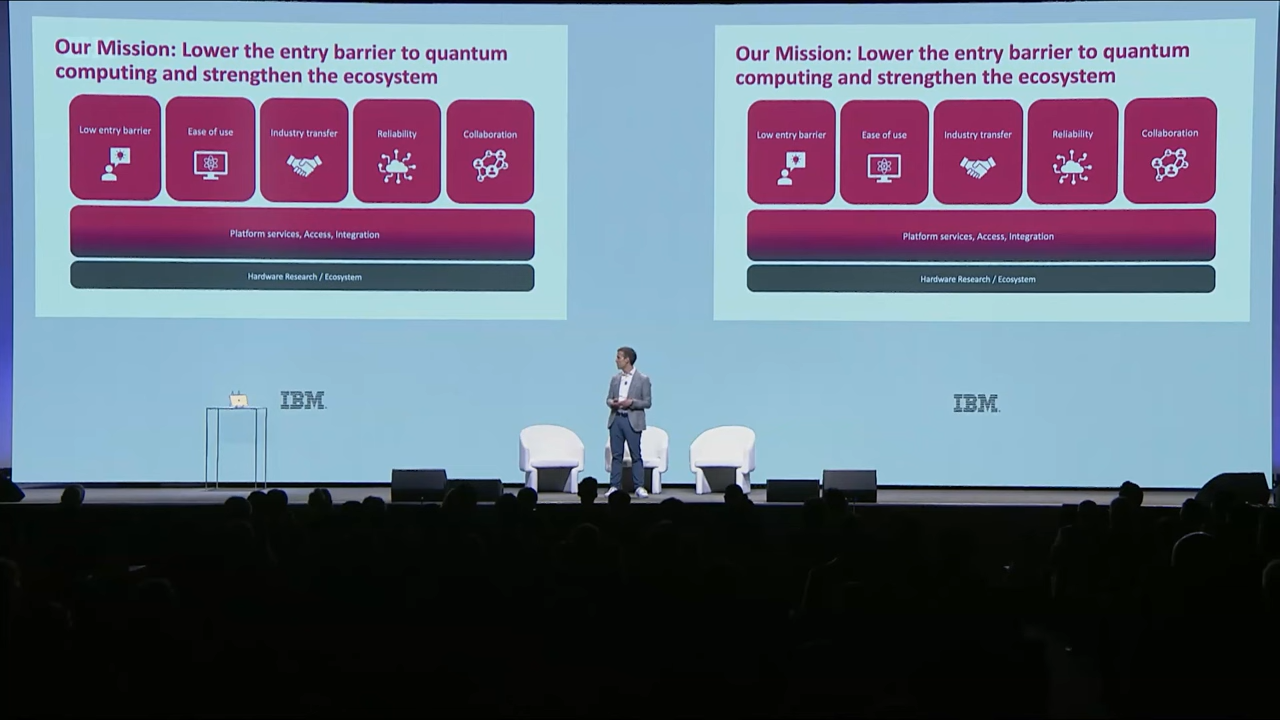 Our Mission: Lower the entry barrier to quantum
computing and strengthen the ecosystem
Low entry barrier
Ease of use
Industry transfer
Reliability
Collaboration
Platform services, Access, Integration
Hardware Research / Ecosystem
Our Mission: Lower the entry barrier to quantum
computing and strengthen the ecosystem
Low entry barrier
Ease of use
Industry transfer
Reliability
Collaboration
Platform services, Access, Integration
Hardware Research / Ecosystem
IBM.
IBM.